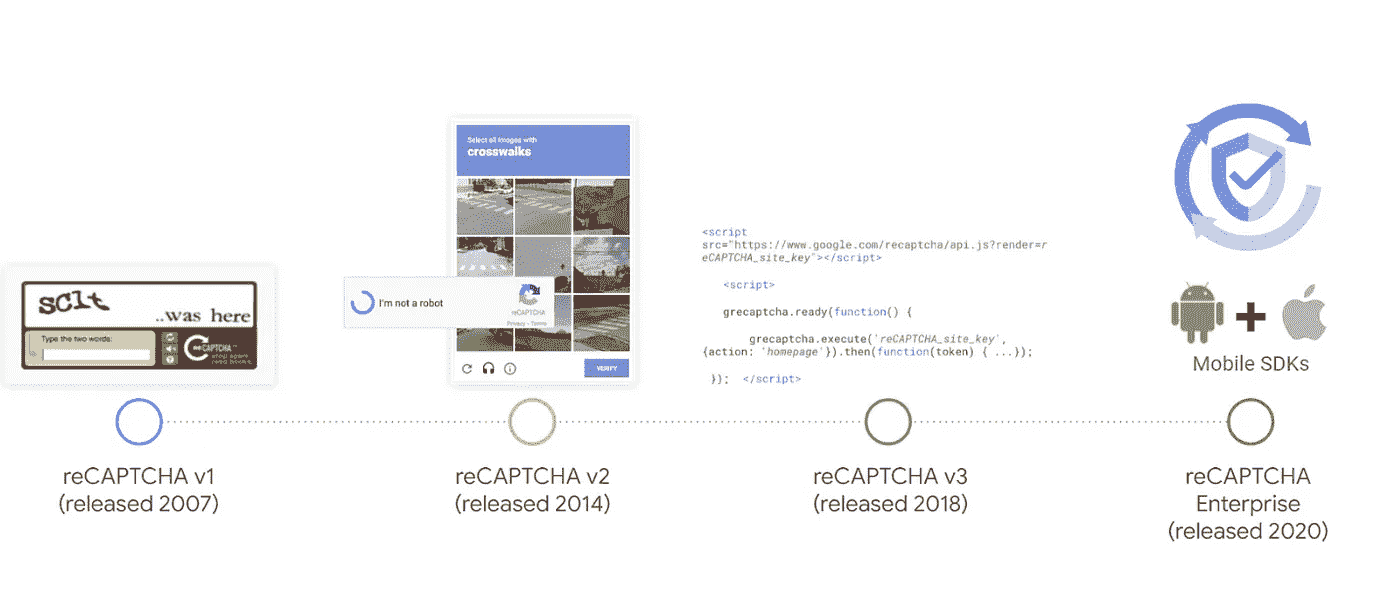 sclt
..was here
Type the two words:
reCAPTCHA™
stop spam
read books
reCAPTCHA v1
(released 2007)
Select all images with
crosswalks
I'm not a robot
reCAPTCHA
Privacy - Terms
VERIFY
reCAPTCHA v2
(released 2014)
<script
src="https://www.google.com/recaptcha/api.js?render=r
eCAPTCHA_site_key"></script>
<script>
grecaptcha.ready(function() {
grecaptcha.execute('reCAPTCHA_site_key',
{action: 'homepage'}).then(function(token) { ...});
}); </script>
reCAPTCHA v3
(released 2018)
Mobile SDKs
reCAPTCHA
Enterprise
(released 2020)